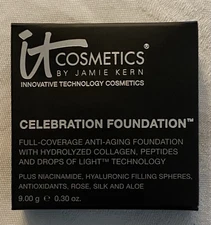 it
COSMETICS®
BY JAMIE KERN
INNOVATIVE TECHNOLOGY COSMETICS
CELEBRATION FOUNDATION™
FULL-COVERAGE ANTI-AGING FOUNDATION
WITH HYDROLYZED COLLAGEN, PEPTIDES
AND DROPS OF LIGHT™ TECHNOLOGY
PLUS NIACINAMIDE, HYALURONIC FILLING SPHERES,
ANTIOXIDANTS, ROSE, SILK AND ALOE
9.00 g ℮ 0.30 oz.